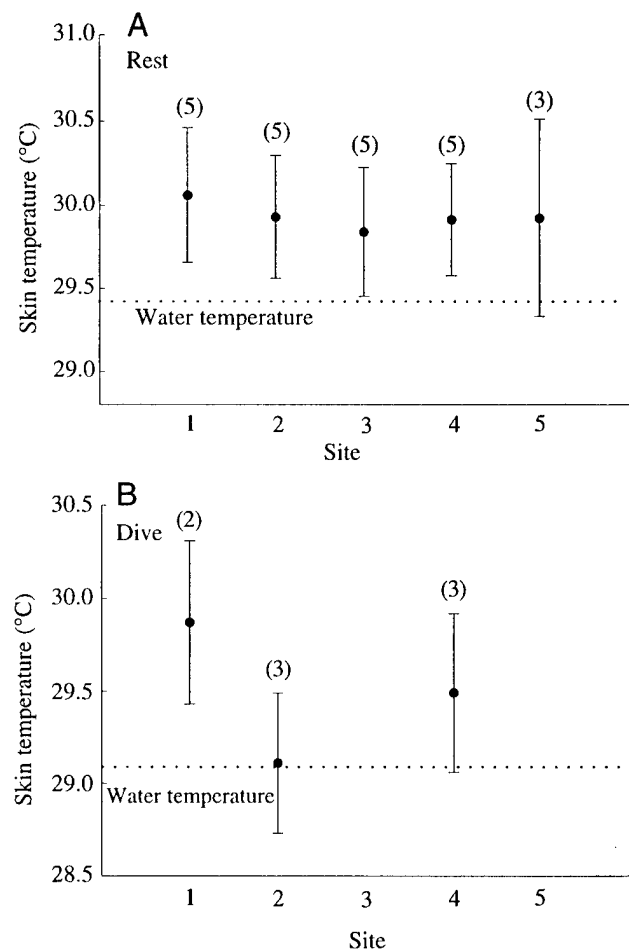 A
Rest
31.0
30.5
30.0
29.5
29.0
Skin temperature (°C)
(5)
(5)
(5)
(5)
(3)
Water temperature
1 2 3 4 5
Site
B
Dive
30.5
30.0
29.5
29.0
28.5
Skin temperature (°C)
(2)
(3)
(3)
Water temperature
1 2 3 4 5
Site